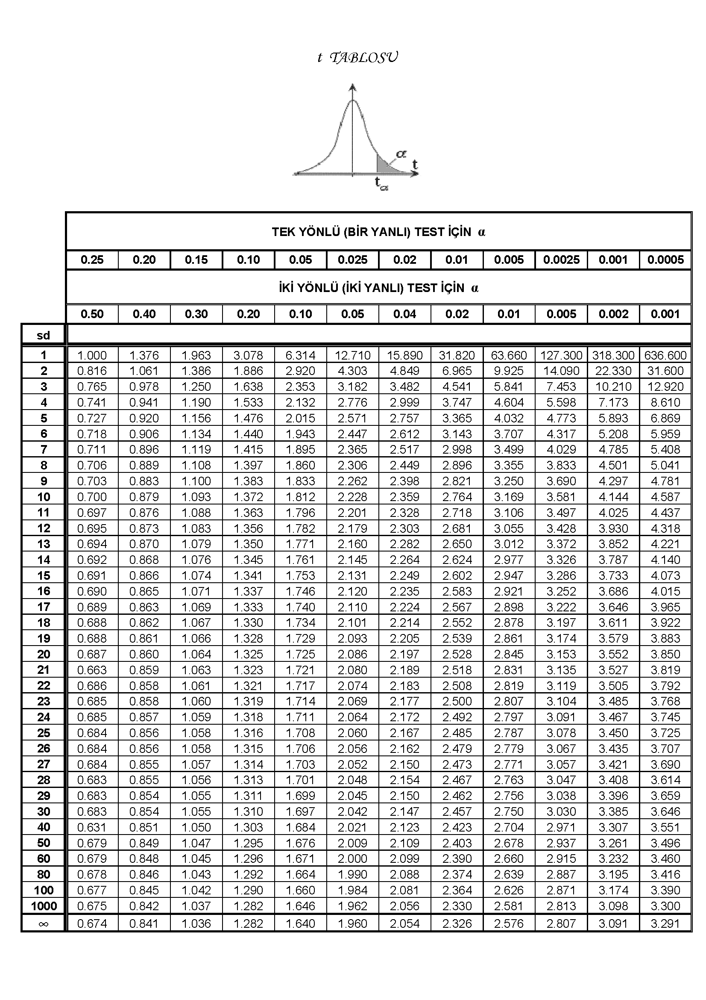 t TABLOSU
α
t
tα
TEK YÖNLÜ (BİR YANLI) TEST İÇİN α
0.25 0.20 0.15 0.10 0.05 0.025 0.02 0.01 0.005 0.0025 0.001 0.0005
İKİ YÖNLÜ (İKİ YANLI) TEST İÇİN α
0.50 0.40 0.30 0.20 0.10 0.05 0.04 0.02 0.01 0.005 0.002 0.001
sd
1 1.000 1.376 1.963 3.078 6.314 12.710 15.890 31.820 63.660 127.300 318.300 636.600
2 0.816 1.061 1.386 1.886 2.920 4.303 4.849 6.965 9.925 14.090 22.330 31.600
3 0.765 0.978 1.250 1.638 2.353 3.182 3.482 4.541 5.841 7.453 10.210 12.920
4 0.741 0.941 1.190 1.533 2.132 2.776 2.999 3.747 4.604 5.598 7.173 8.610
5 0.727 0.920 1.156 1.476 2.015 2.571 2.757 3.365 4.032 4.773 5.893 6.869
6 0.718 0.906 1.134 1.440 1.943 2.447 2.612 3.143 3.707 4.317 5.208 5.959
7 0.711 0.896 1.119 1.415 1.895 2.365 2.517 2.998 3.499 4.029 4.785 5.408
8 0.706 0.889 1.108 1.397 1.860 2.306 2.449 2.896 3.355 3.833 4.501 5.041
9 0.703 0.883 1.100 1.383 1.833 2.262 2.398 2.821 3.250 3.690 4.297 4.781
10 0.700 0.879 1.093 1.372 1.812 2.228 2.359 2.764 3.169 3.581 4.144 4.587
11 0.697 0.876 1.088 1.363 1.796 2.201 2.328 2.718 3.106 3.497 4.025 4.437
12 0.695 0.873 1.083 1.356 1.782 2.179 2.303 2.681 3.055 3.428 3.930 4.318
13 0.694 0.870 1.079 1.350 1.771 2.160 2.282 2.650 3.012 3.372 3.852 4.221
14 0.692 0.868 1.076 1.345 1.761 2.145 2.264 2.624 2.977 3.326 3.787 4.140
15 0.691 0.866 1.074 1.341 1.753 2.131 2.249 2.602 2.947 3.286 3.733 4.073
16 0.690 0.865 1.071 1.337 1.746 2.120 2.235 2.583 2.921 3.252 3.686 4.015
17 0.689 0.863 1.069 1.333 1.740 2.110 2.224 2.567 2.898 3.222 3.646 3.965
18 0.688 0.862 1.067 1.330 1.734 2.101 2.214 2.552 2.878 3.197 3.611 3.922
19 0.688 0.861 1.066 1.328 1.729 2.093 2.205 2.539 2.861 3.174 3.579 3.883
20 0.687 0.860 1.064 1.325 1.725 2.086 2.197 2.528 2.845 3.153 3.552 3.850
21 0.663 0.859 1.063 1.323 1.721 2.080 2.189 2.518 2.831 3.135 3.527 3.819
22 0.686 0.858 1.061 1.321 1.717 2.074 2.183 2.508 2.819 3.119 3.505 3.792
23 0.685 0.858 1.060 1.319 1.714 2.069 2.177 2.500 2.807 3.104 3.485 3.768
24 0.685 0.857 1.059 1.318 1.711 2.064 2.172 2.492 2.797 3.091 3.467 3.745
25 0.684 0.856 1.058 1.316 1.708 2.060 2.167 2.485 2.787 3.078 3.450 3.725
26 0.684 0.856 1.058 1.315 1.706 2.056 2.162 2.479 2.779 3.067 3.435 3.707
27 0.684 0.855 1.057 1.314 1.703 2.052 2.150 2.473 2.771 3.057 3.421 3.690
28 0.683 0.855 1.056 1.313 1.701 2.048 2.154 2.467 2.763 3.047 3.408 3.614
29 0.683 0.854 1.055 1.311 1.699 2.045 2.150 2.462 2.756 3.038 3.396 3.659
30 0.683 0.854 1.055 1.310 1.697 2.042 2.147 2.457 2.750 3.030 3.385 3.646
40 0.631 0.851 1.050 1.303 1.684 2.021 2.123 2.423 2.704 2.971 3.307 3.551
50 0.679 0.849 1.047 1.295 1.676 2.009 2.109 2.403 2.678 2.937 3.261 3.496
60 0.679 0.848 1.045 1.296 1.671 2.000 2.099 2.390 2.660 2.915 3.232 3.460
80 0.678 0.846 1.043 1.292 1.664 1.990 2.088 2.374 2.639 2.887 3.195 3.416
100 0.677 0.845 1.042 1.290 1.660 1.984 2.081 2.364 2.626 2.871 3.174 3.390
1000 0.675 0.842 1.037 1.282 1.646 1.962 2.056 2.330 2.581 2.813 3.098 3.300
∞ 0.674 0.841 1.036 1.282 1.640 1.960 2.054 2.326 2.576 2.807 3.091 3.291